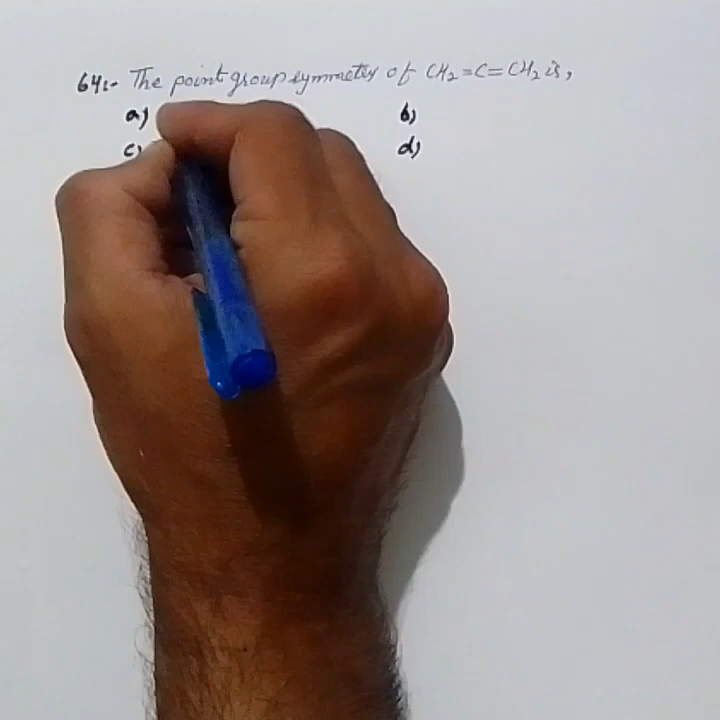 64:- The point group symmetry of CH2=C=CH2 is,
a) b)
c) d)